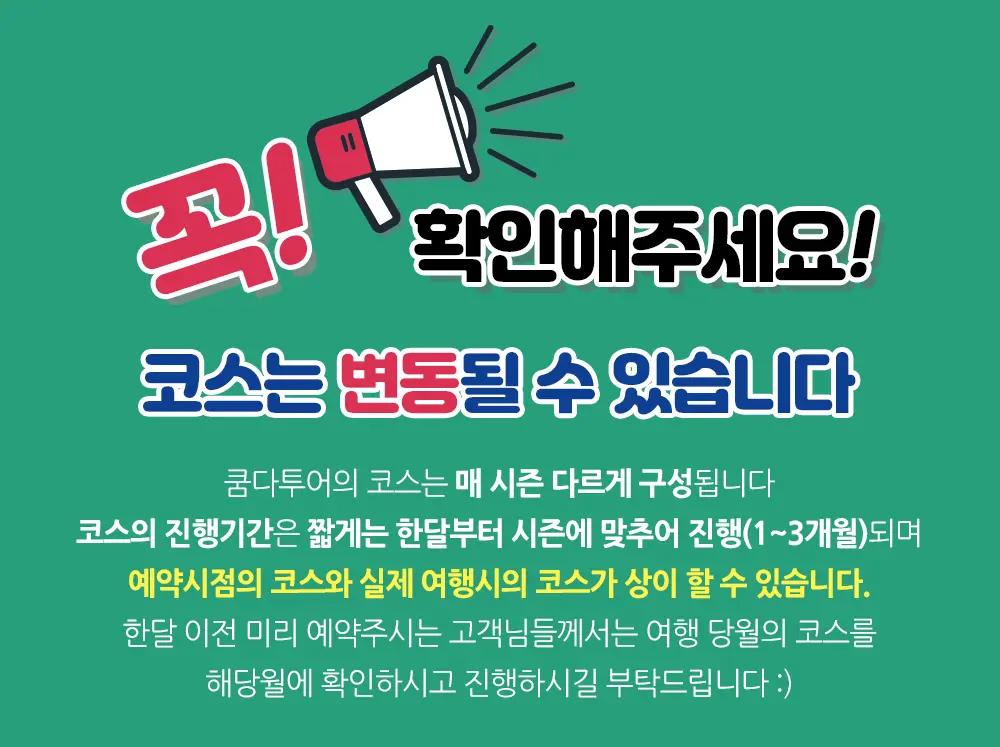 꼭! 확인해주세요!
코스는 변동될 수 있습니다
쿰다투어의 코스는 매 시즌 다르게 구성됩니다
코스의 진행기간은 짧게는 한달부터 시즌에 맞추어 진행(1~3개월)되며
예약시점의 코스와 실제 여행시의 코스가 상이 할 수 있습니다.
한달 이전 미리 예약주시는 고객님들께서는 여행 당월의 코스를
해당월에 확인하시고 진행하시길 부탁드립니다 :)